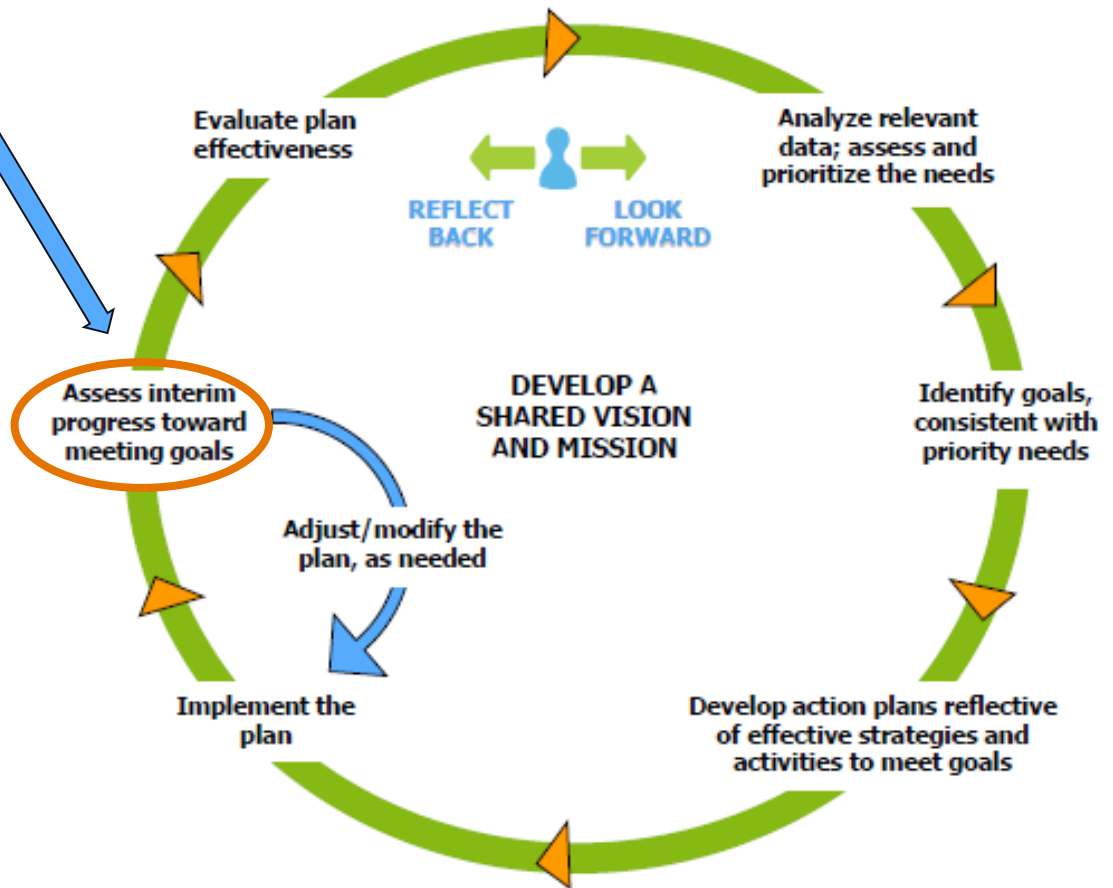 Evaluate plan
effectiveness
Analyze relevant
data; assess and
prioritize the needs
REFLECT
BACK
LOOK
FORWARD
Assess interim
progress toward
meeting goals
DEVELOP A
SHARED VISION
AND MISSION
Identify goals,
consistent with
priority needs
Adjust/modify the
plan, as needed
Implement the
plan
Develop action plans reflective
of effective strategies and
activities to meet goals